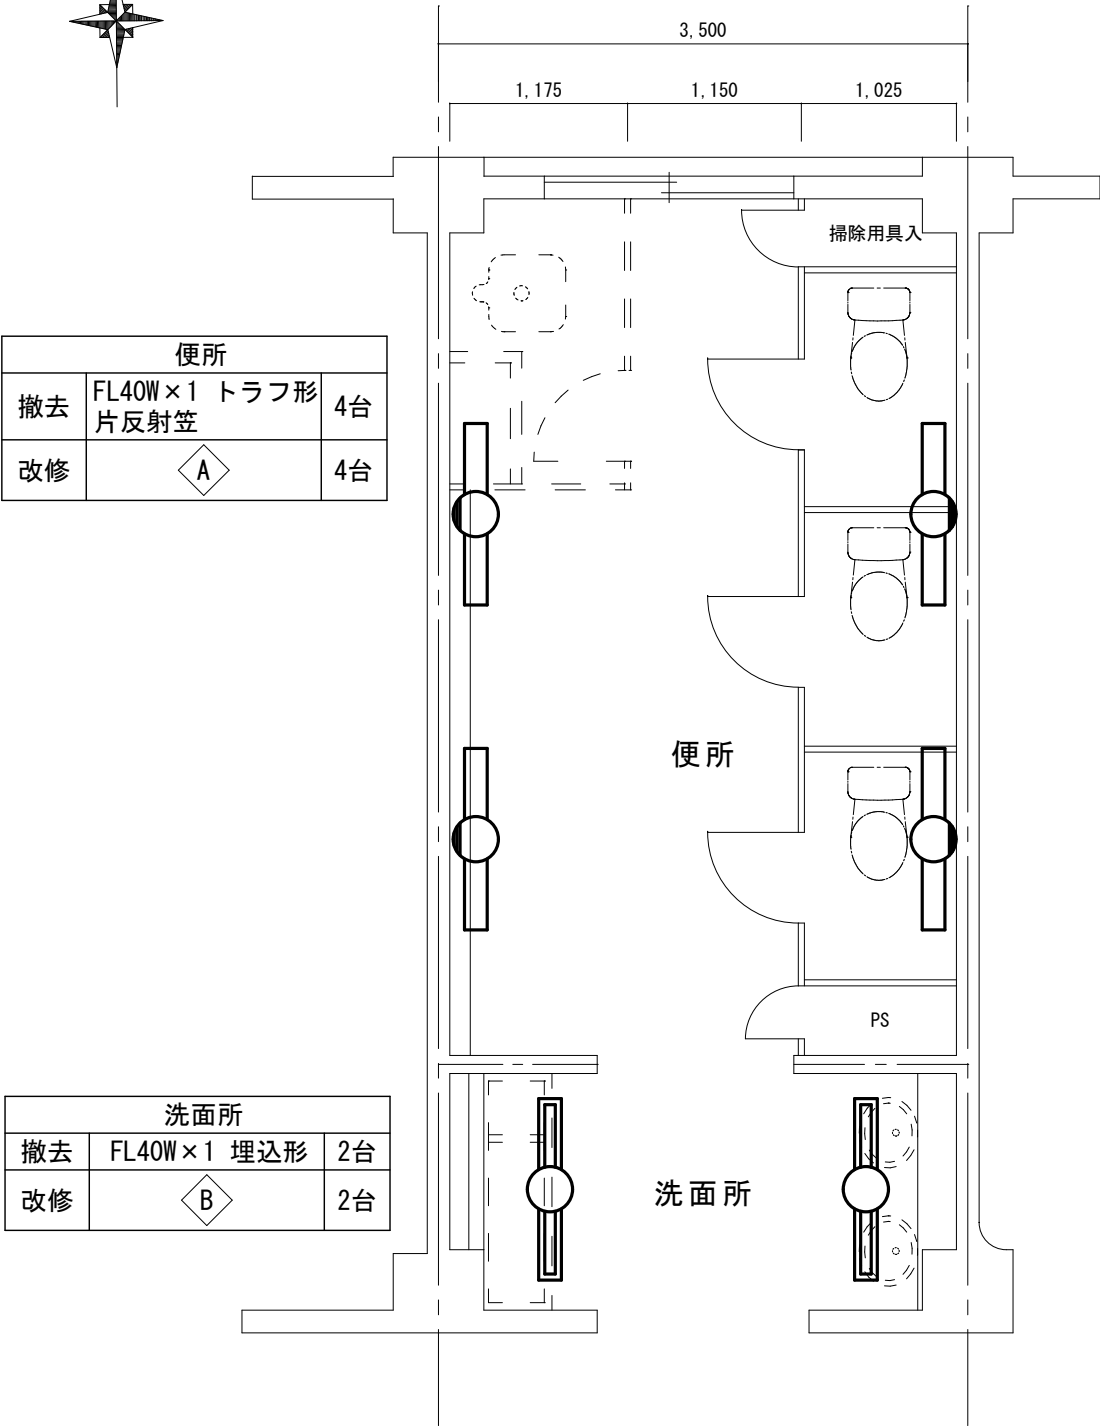 3,500
1,175
1,150
1,025
掃除用具入
便所
撤去
FL40W×1 トラフ形
片反射笠
4台
改修
A
4台
便所
PS
洗面所
撤去
FL40W×1 埋込形
2台
改修
B
2台
洗面所